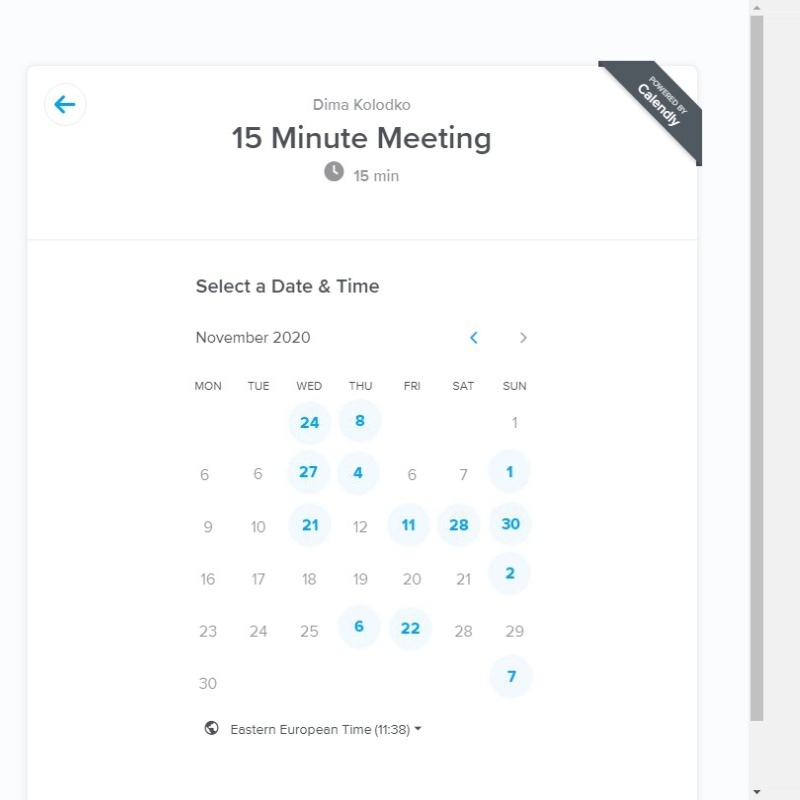 POWERED BY
Calendly
Dima Kolodko
15 Minute Meeting
15 min
Select a Date & Time
November 2020
MON TUE WED THU FRI SAT SUN
24 8 1
6 6 27 4 6 7 1
9 10 21 12 11 28 30
16 17 18 19 20 21 2
23 24 25 6 22 28 29
30 7
Eastern European Time (11:38)